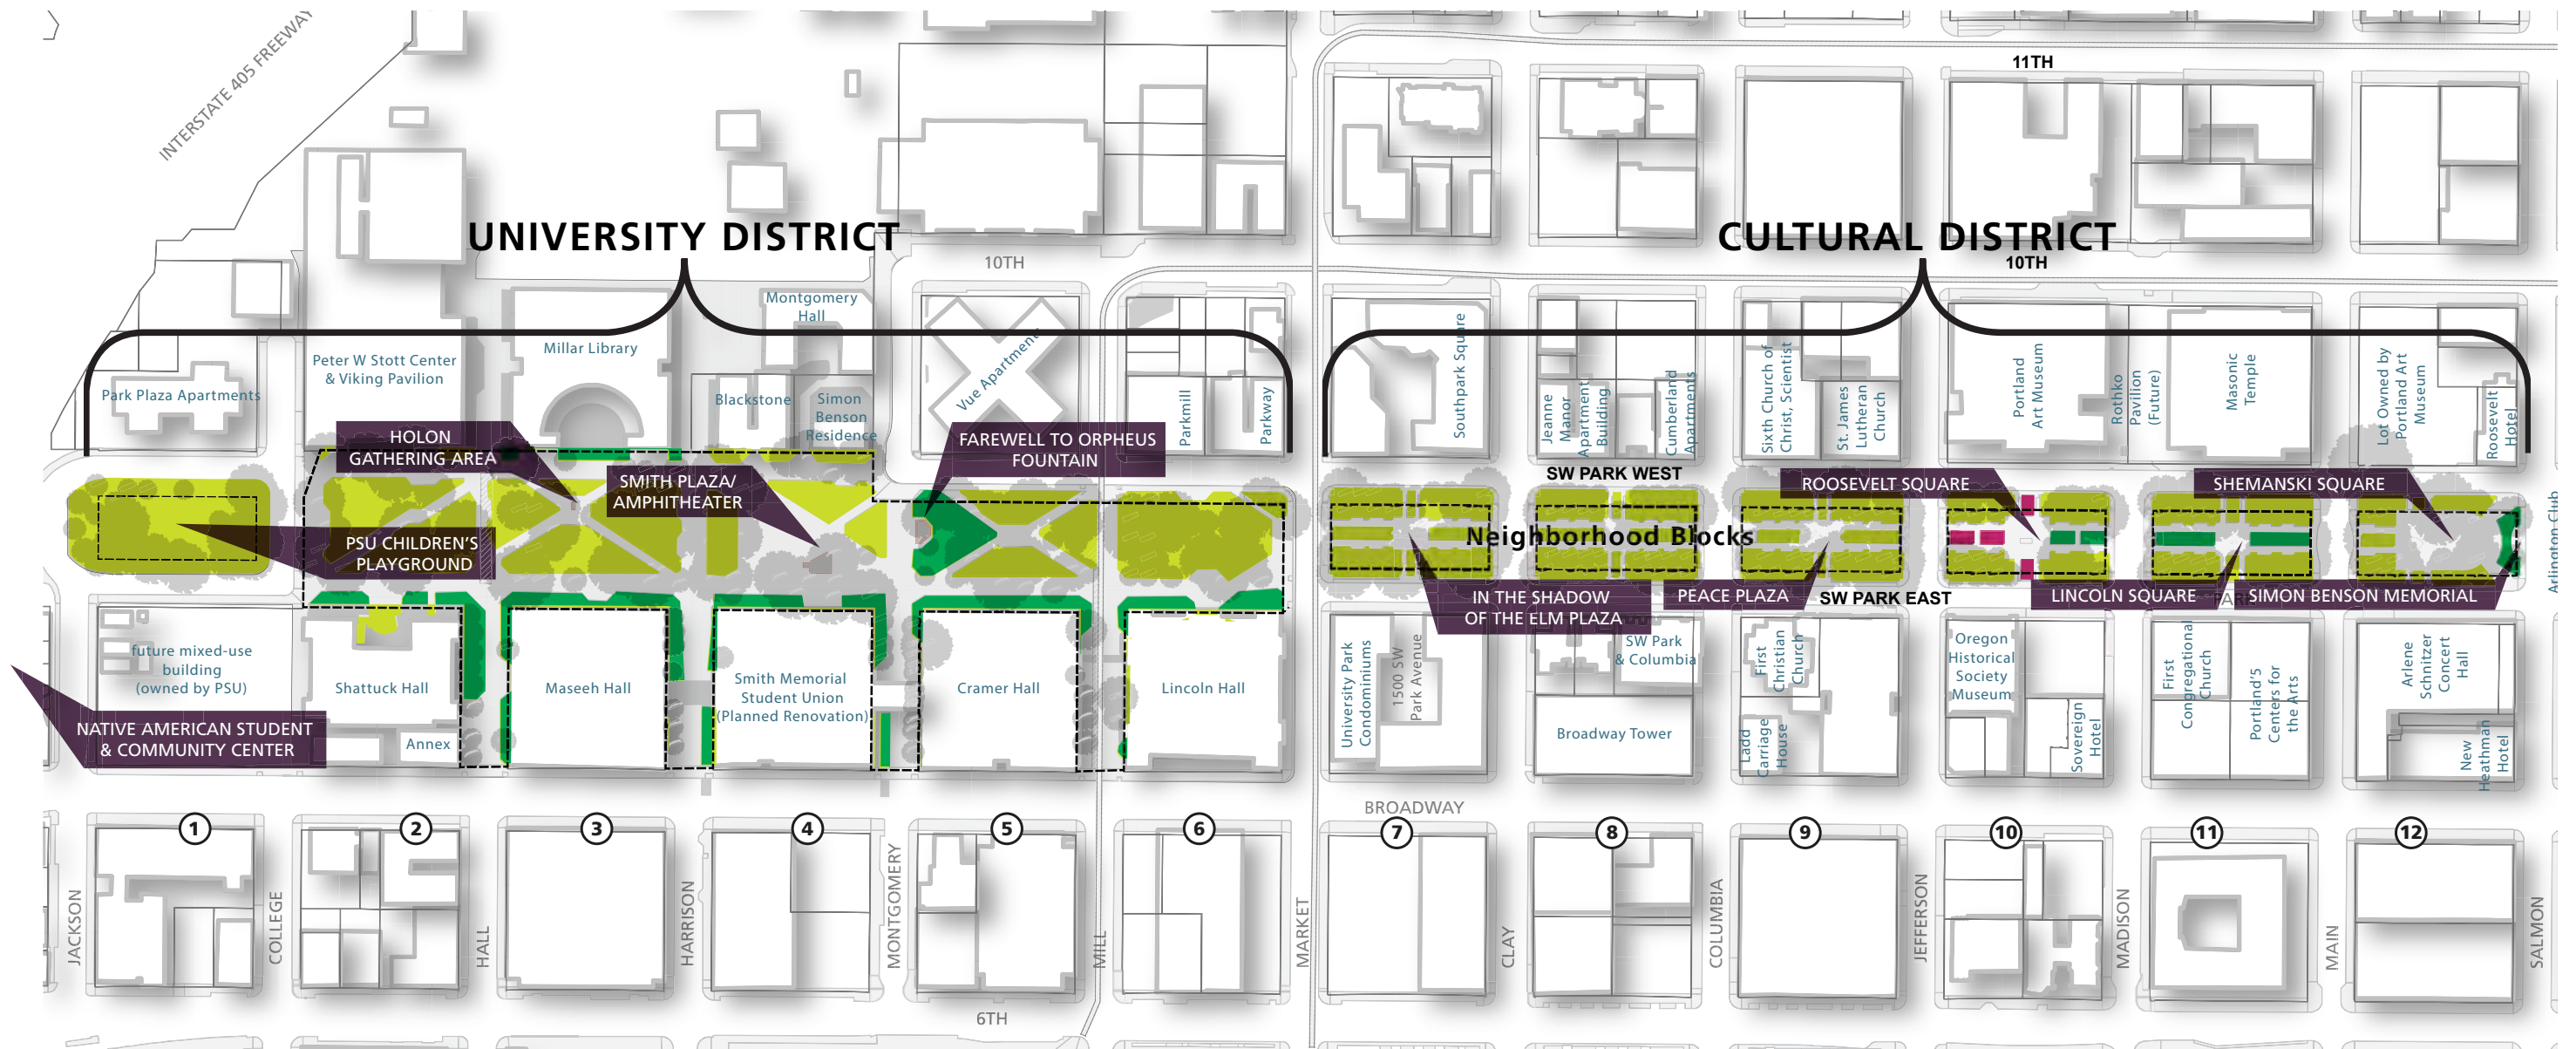 INTERSTATE 405 FREEWAY
11TH
UNIVERSITY DISTRICT
CULTURAL DISTRICT
10TH
10TH
Park Plaza Apartments
Peter W Stott Center
& Viking Pavilion
Millar Library
Montgomery
Hall
Blackstone
Simon
Benson
Residence
Vue Apartment
Parkmill
Parkway
Southpark Square
Jeanne
Manor
Apartment
Building
Cumberland
Apartments
Sixth Church of
Christ, Scientist
St. James
Lutheran
Church
Portland
Art Museum
Rothko
Pavilion
(Future)
Masonic
Temple
Lot Owned by
Portland Art
Museum
Roosevelt
Hotel
HOLON
GATHERING AREA
SMITH PLAZA/
AMPHITHEATER
FAREWELL TO ORPHEUS
FOUNTAIN
SW PARK WEST
ROOSEVELT SQUARE
SHEMANSKI SQUARE
PSU CHILDREN'S
PLAYGROUND
Neighborhood Blocks
Arlington Club
IN THE SHADOW
OF THE ELM PLAZA
PEACE PLAZA
SW PARK EAST
LINCOLN SQUARE
PARK
SIMON BENSON MEMORIAL
future mixed-use
building
(owned by PSU)
Shattuck Hall
Annex
Maseeh Hall
Smith Memorial
Student Union
(Planned Renovation)
Cramer Hall
Lincoln Hall
University Park
Condominiums
1500 SW
Park Avenue
SW Park
& Columbia
Broadway Tower
First
Christian
Church
Ladd
Carriage
House
Oregon
Historical
Society
Museum
Sovereign
Hotel
First
Congregational
Church
Portland'5
Centers for
the Arts
Arlene
Schnitzer
Concert
Hall
New
Heathman
Hotel
NATIVE AMERICAN STUDENT
& COMMUNITY CENTER
BROADWAY
1
2
3
4
5
6
7
8
9
10
11
12
JACKSON
COLLEGE
HALL
HARRISON
MONTGOMERY
MILL
MARKET
CLAY
COLUMBIA
JEFFERSON
MADISON
MAIN
SALMON
6TH